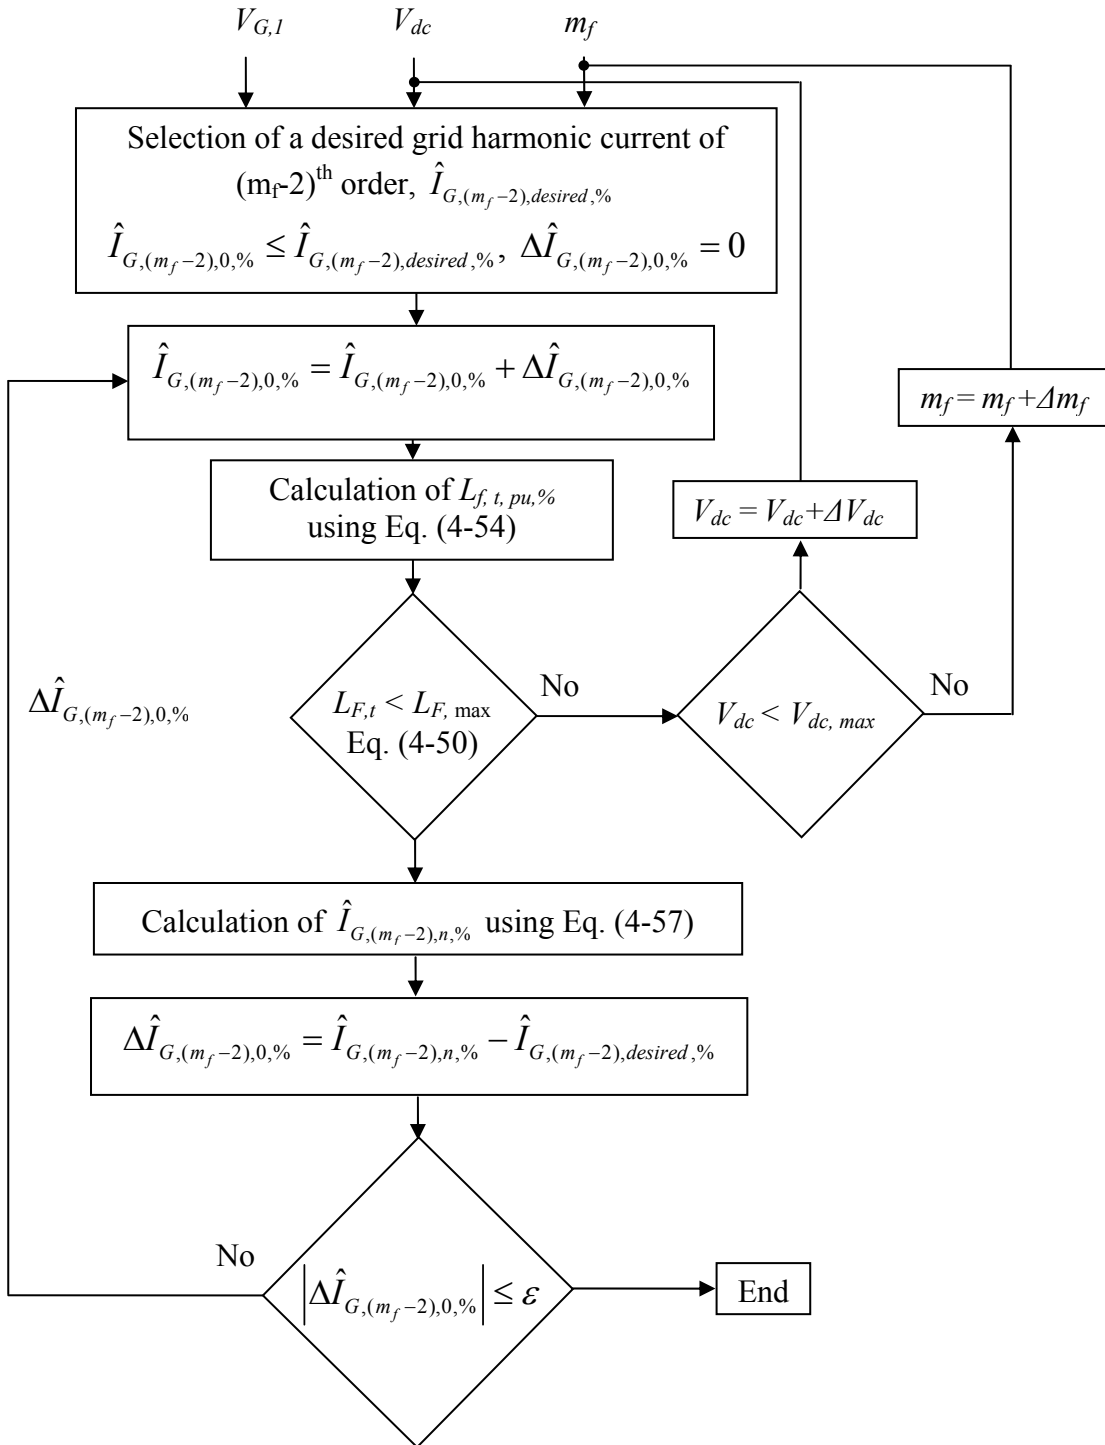 V_{G,1} V_{dc} m_f
Selection of a desired grid harmonic current of
(m_f-2)^{th} order, Î_{G,(m_f−2),desired,%}
Î_{G,(m_f−2),0,%} ≤ Î_{G,(m_f−2),desired,%}, ΔÎ_{G,(m_f−2),0,%} = 0
Î_{G,(m_f−2),0,%} = Î_{G,(m_f−2),0,%} + ΔÎ_{G,(m_f−2),0,%}
m_f = m_f+Δm_f
Calculation of L_{f, t, pu,%}
using Eq. (4-54)
V_{dc} = V_{dc}+ΔV_{dc}
ΔÎ_{G,(m_f−2),0,%}
L_{F,t} < L_{F, max}
Eq. (4-50)
No
V_{dc} < V_{dc, max}
No
Calculation of Î_{G,(m_f−2),n,%} using Eq. (4-57)
ΔÎ_{G,(m_f−2),0,%} = Î_{G,(m_f−2),n,%} − Î_{G,(m_f−2),desired,%}
No
|ΔÎ_{G,(m_f−2),0,%}| ≤ ε
End